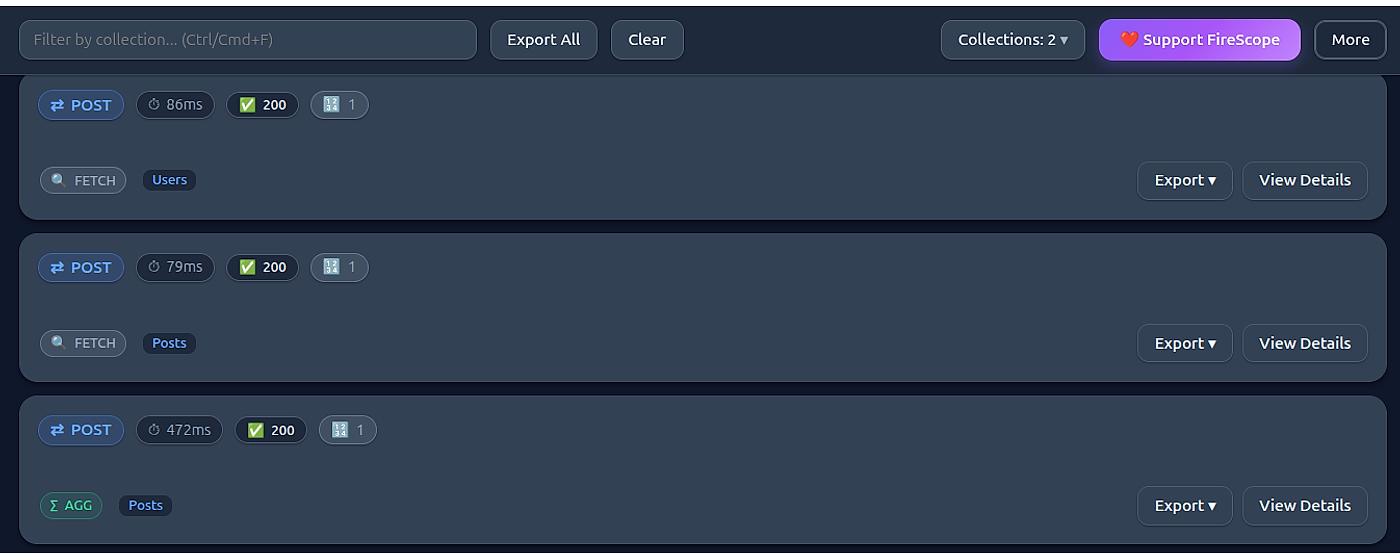 Filter by collection... (Ctrl/Cmd+F) Export All Clear Collections: 2 ▾ ❤️ Support FireScope More
⇄ POST ⏱ 86ms ✅ 200 🔢 1
🔍 FETCH Users Export ▾ View Details
⇄ POST ⏱ 79ms ✅ 200 🔢 1
🔍 FETCH Posts Export ▾ View Details
⇄ POST ⏱ 472ms ✅ 200 🔢 1
∑ AGG Posts Export ▾ View Details